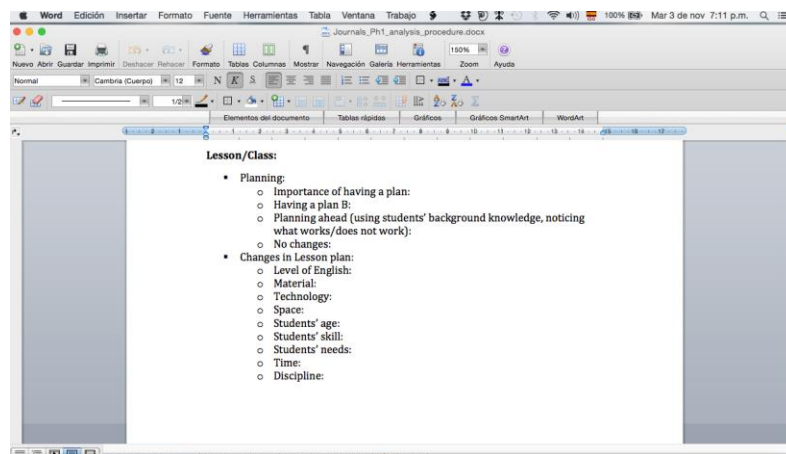 Word Edición Insertar Formato Fuente Herramientas Tabla Ventana Trabajo 100% Mar 3 de nov 7:11 p.m.
Journals_Ph1_analysis_procedure.docx
150%
Nuevo Abrir Guardar Imprimir Deshacer Rehacer Formato Tablas Columnas Mostrar Navegación Galería Herramientas Zoom Ayuda
Normal Cambria (Cuerpo) 12 N K S
1/2
Elementos del documento Tablas rápidas Gráficos Gráficos SmartArt WordArt
Lesson/Class:
▪ Planning:
o Importance of having a plan:
o Having a plan B:
o Planning ahead (using students' background knowledge, noticing
what works/does not work):
o No changes:
▪ Changes in Lesson plan:
o Level of English:
o Material:
o Technology:
o Space:
o Students' age:
o Students' skill:
o Students' needs:
o Time:
o Discipline: